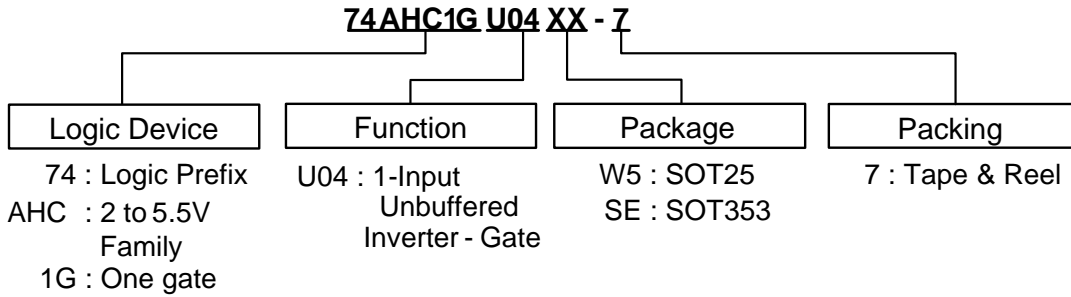 74AHC1G U04 XX - 7
Logic Device
74 : Logic Prefix
AHC : 2 to 5.5V
Family
1G : One gate
Function
U04 : 1-Input
Unbuffered
Inverter - Gate
Package
W5 : SOT25
SE : SOT353
Packing
7 : Tape & Reel